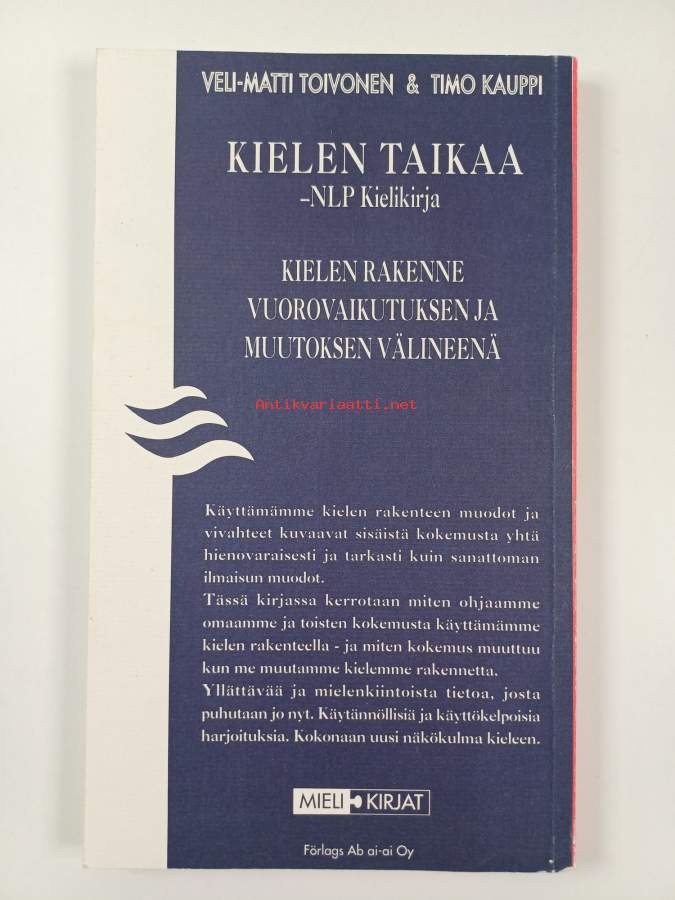 VELI-MATTI TOIVONEN & TIMO KAUPPI
KIELEN TAIKAA
–NLP Kielikirja
KIELEN RAKENNE
VUOROVAIKUTUKSEN JA
MUUTOKSEN VÄLINEENÄ
Antikvariaatti.net
Käyttämämme kielen rakenteen muodot ja
vivahteet kuvaavat sisäistä kokemusta yhtä
hienovaraisesti ja tarkasti kuin sanattoman
ilmaisun muodot.
Tässä kirjassa kerrotaan miten ohjaamme
omaamme ja toisten kokemusta käyttämämme
kielen rakenteella - ja miten kokemus muuttuu
kun me muutamme kielemme rakennetta.
Yllättävää ja mielenkiintoista tietoa, josta
puhutaan jo nyt. Käytännöllisiä ja käyttökelpoisia
harjoituksia. Kokonaan uusi näkökulma kieleen.
MIELI KIRJAT
Förlags Ab ai-ai Oy